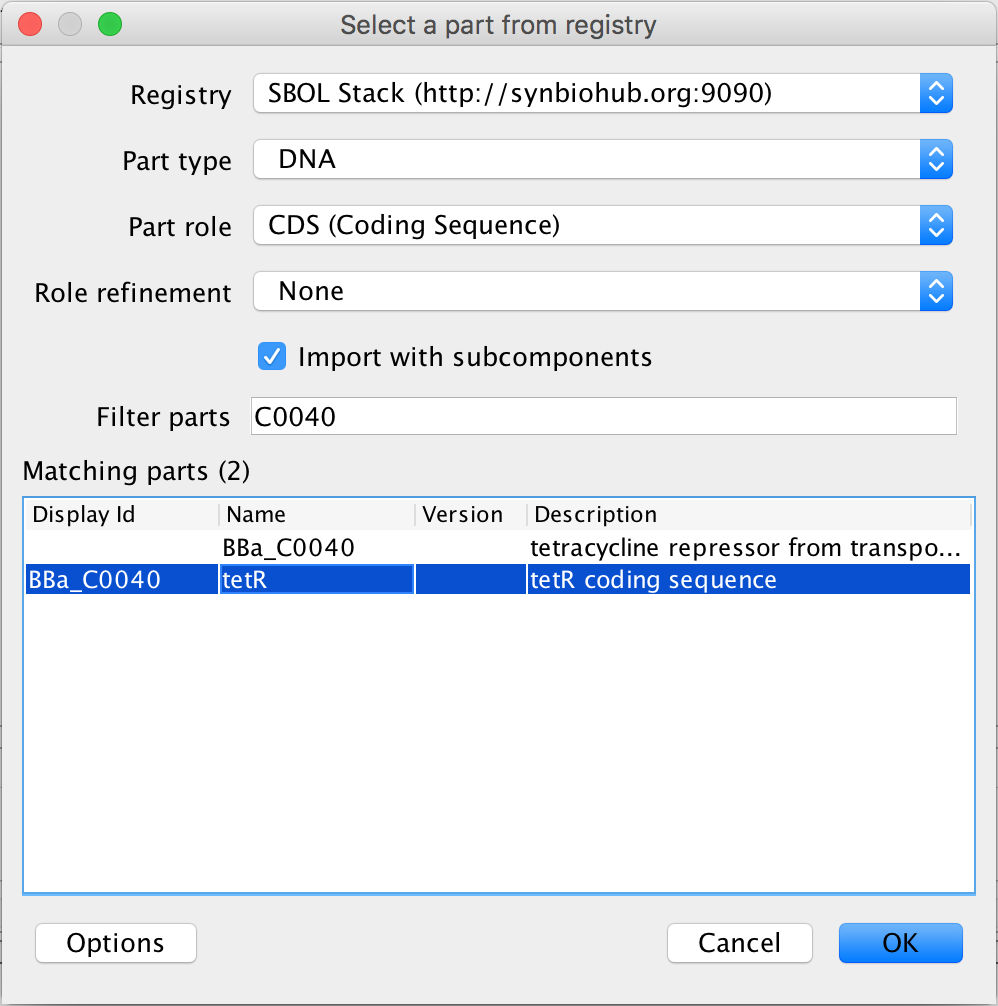 Select a part from registry
Registry SBOL Stack (http://synbiohub.org:9090)
Part type DNA
Part role CDS (Coding Sequence)
Role refinement None
Import with subcomponents
Filter parts C0040
Matching parts (2)
Display Id Name Version Description
BBa_C0040 tetracycline repressor from transpo...
BBa_C0040 tetR tetR coding sequence
Options Cancel OK